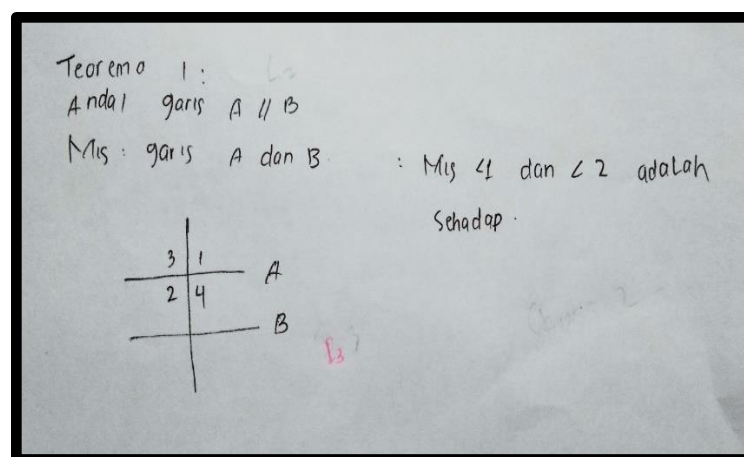 Teorema 1 :
Andai garis A // B
Mis : garis A dan B
: Mis <1 dan < 2 adalah
sehadap .
3 1
A
2 4
B